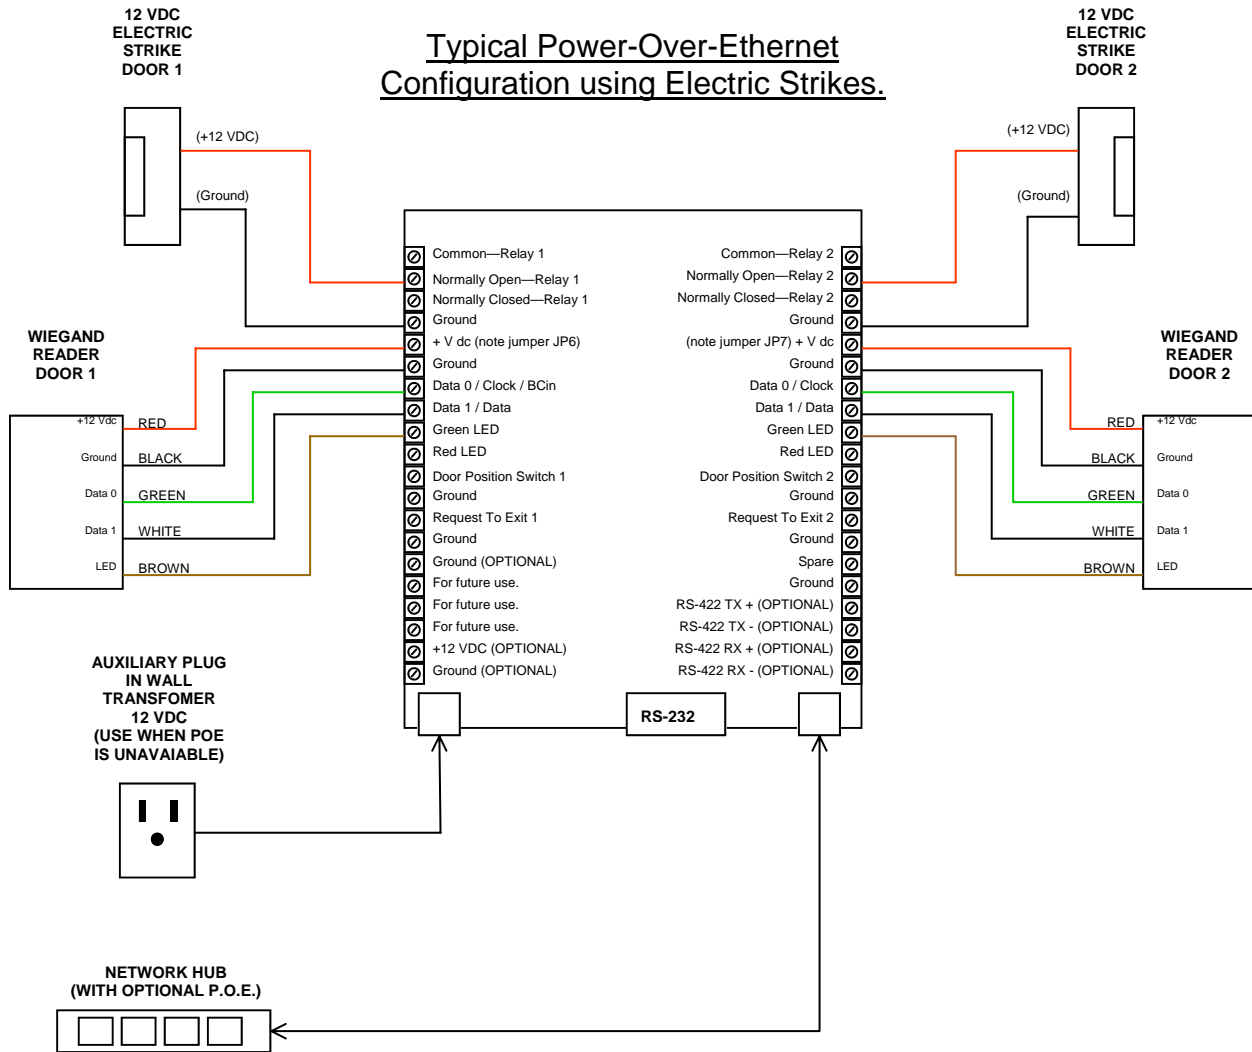 12 VDC
ELECTRIC
STRIKE
DOOR 1
Typical Power-Over-Ethernet
Configuration using Electric Strikes.
12 VDC
ELECTRIC
STRIKE
DOOR 2
(+12 VDC)
(Ground)
(+12 VDC)
(Ground)
Common—Relay 1
Normally Open—Relay 1
Normally Closed—Relay 1
Ground
+ V dc (note jumper JP6)
Ground
Data 0 / Clock / BCin
Data 1 / Data
Green LED
Red LED
Door Position Switch 1
Ground
Request To Exit 1
Ground
Ground (OPTIONAL)
For future use.
For future use.
For future use.
+12 VDC (OPTIONAL)
Ground (OPTIONAL)
Common—Relay 2
Normally Open—Relay 2
Normally Closed—Relay 2
Ground
(note jumper JP7) + V dc
Ground
Data 0 / Clock
Data 1 / Data
Green LED
Red LED
Door Position Switch 2
Ground
Request To Exit 2
Ground
Spare
Ground
RS-422 TX + (OPTIONAL)
RS-422 TX - (OPTIONAL)
RS-422 RX + (OPTIONAL)
RS-422 RX - (OPTIONAL)
RS-232
WIEGAND
READER
DOOR 1
+12 Vdc
RED
Ground
BLACK
Data 0
GREEN
Data 1
WHITE
LED
BROWN
WIEGAND
READER
DOOR 2
RED
+12 Vdc
BLACK
Ground
GREEN
Data 0
WHITE
Data 1
BROWN
LED
AUXILIARY PLUG
IN WALL
TRANSFOMER
12 VDC
(USE WHEN POE
IS UNAVAIABLE)
NETWORK HUB
(WITH OPTIONAL P.O.E.)